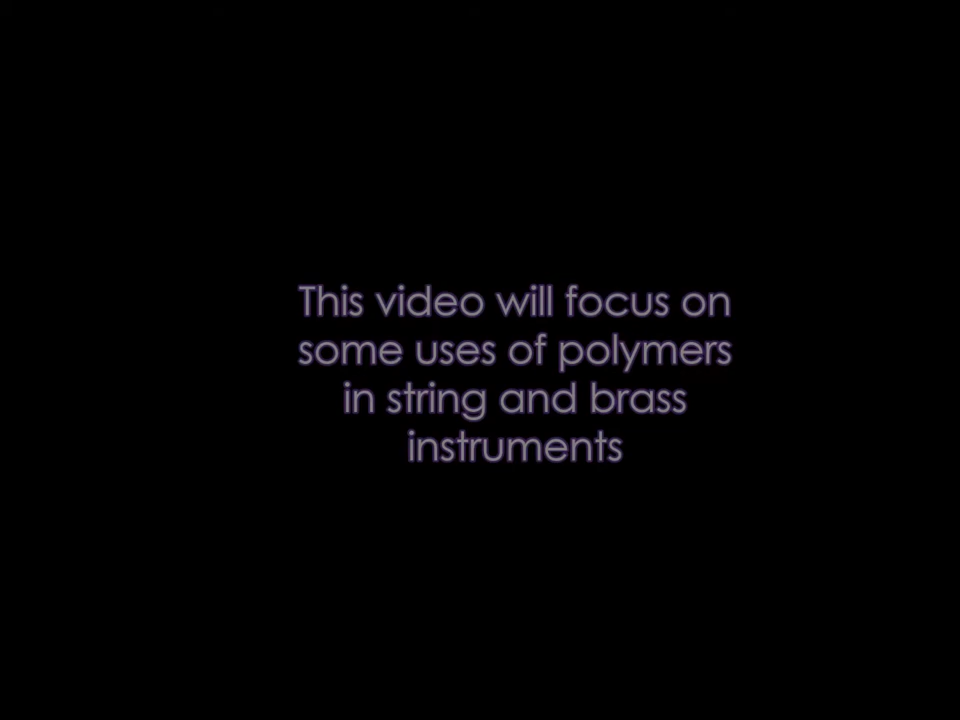 This video will focus on
some uses of polymers
in string and brass
instruments